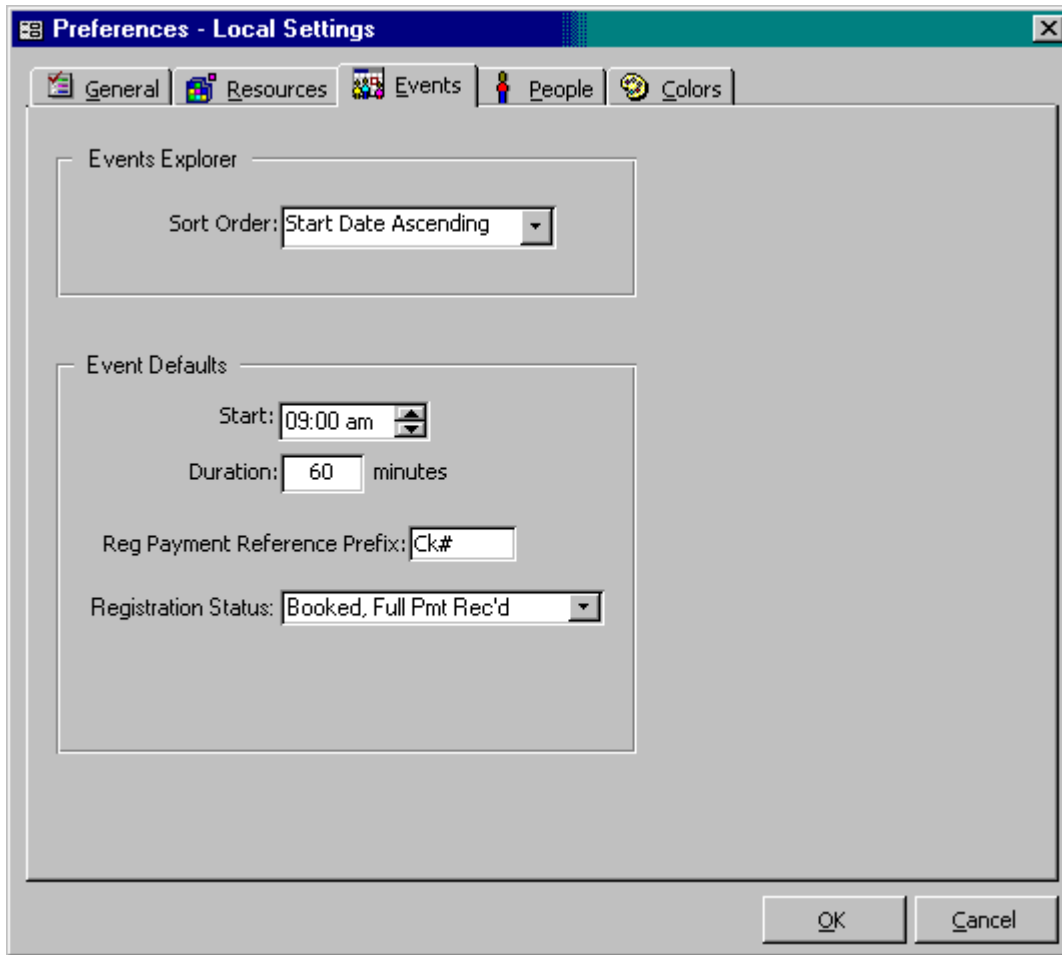 Preferences - Local Settings
General Resources Events People Colors
Events Explorer
Sort Order: Start Date Ascending
Event Defaults
Start: 09:00 am
Duration: 60 minutes
Reg Payment Reference Prefix: Ck#
Registration Status: Booked, Full Pmt Rec'd
OK Cancel